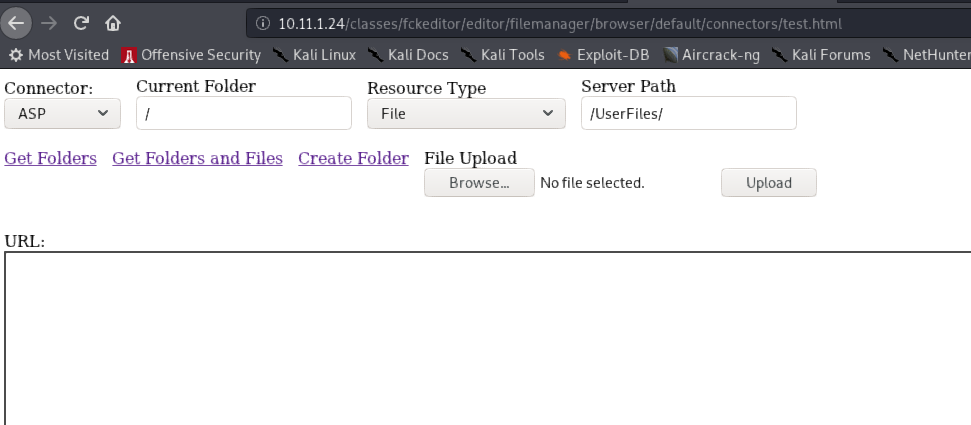 10.11.1.24/classes/fckeditor/editor/filemanager/browser/default/connectors/test.html
Most Visited Offensive Security Kali Linux Kali Docs Kali Tools Exploit-DB Aircrack-ng Kali Forums NetHunter
Connector: Current Folder Resource Type Server Path
ASP / File /UserFiles/
Get Folders Get Folders and Files Create Folder File Upload
Browse... No file selected. Upload
URL: